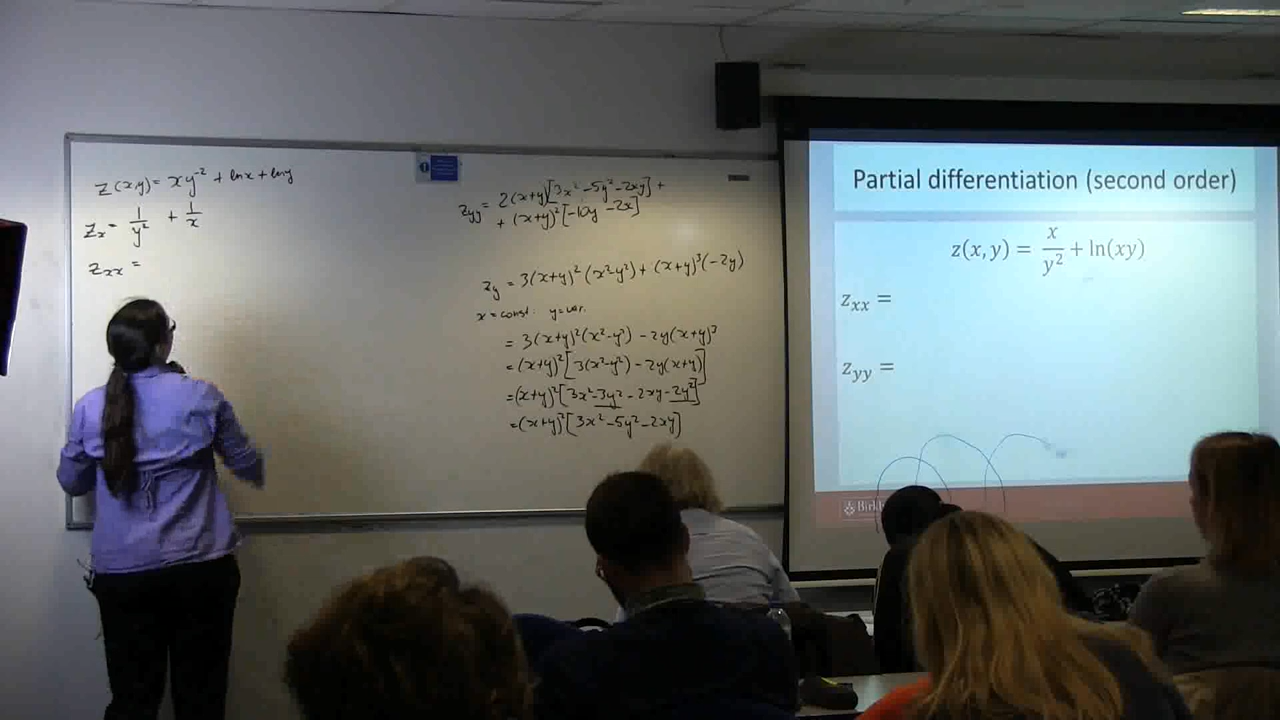 z(x,y) = xy⁻² + ln x + ln y
zₓ = 1/y² + 1/x
zₓₓ =
z_yy = 2(x+y)[3x² - 5y² - 2xy] +
+ (x+y)²[-10y - 2x]
z_y = 3(x+y)²(x²-y²) + (x+y)³(-2y)
x = const. y = var.
= 3(x+y)²(x²-y²) - 2y(x+y)³
= (x+y)²[3(x²-y²) - 2y(x+y)]
= (x+y)²[3x² - 3y² - 2xy - 2y²]
= (x+y)²[3x² - 5y² - 2xy]
Partial differentiation (second order)
z(x, y) = x/y² + ln(xy)
zₓₓ =
z_yy =